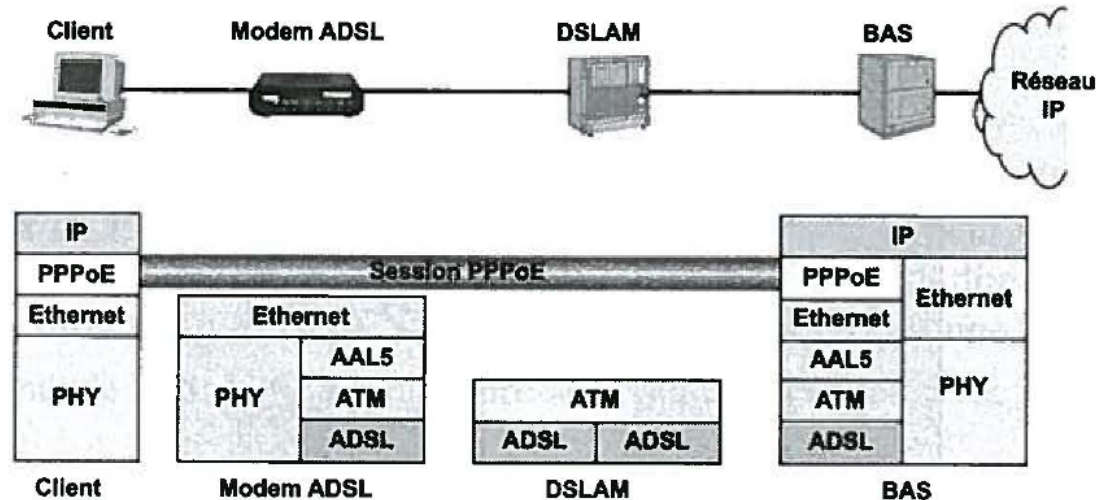 Client
Modem ADSL
DSLAM
BAS
Réseau
IP
IP
PPPoE
Ethernet
PHY
Session PPPoE
Ethernet
PHY
AAL5
ATM
ADSL
ATM
ADSL
ADSL
IP
PPPoE
Ethernet
AAL5
ATM
ADSL
Ethernet
PHY
Client
Modem ADSL
DSLAM
BAS